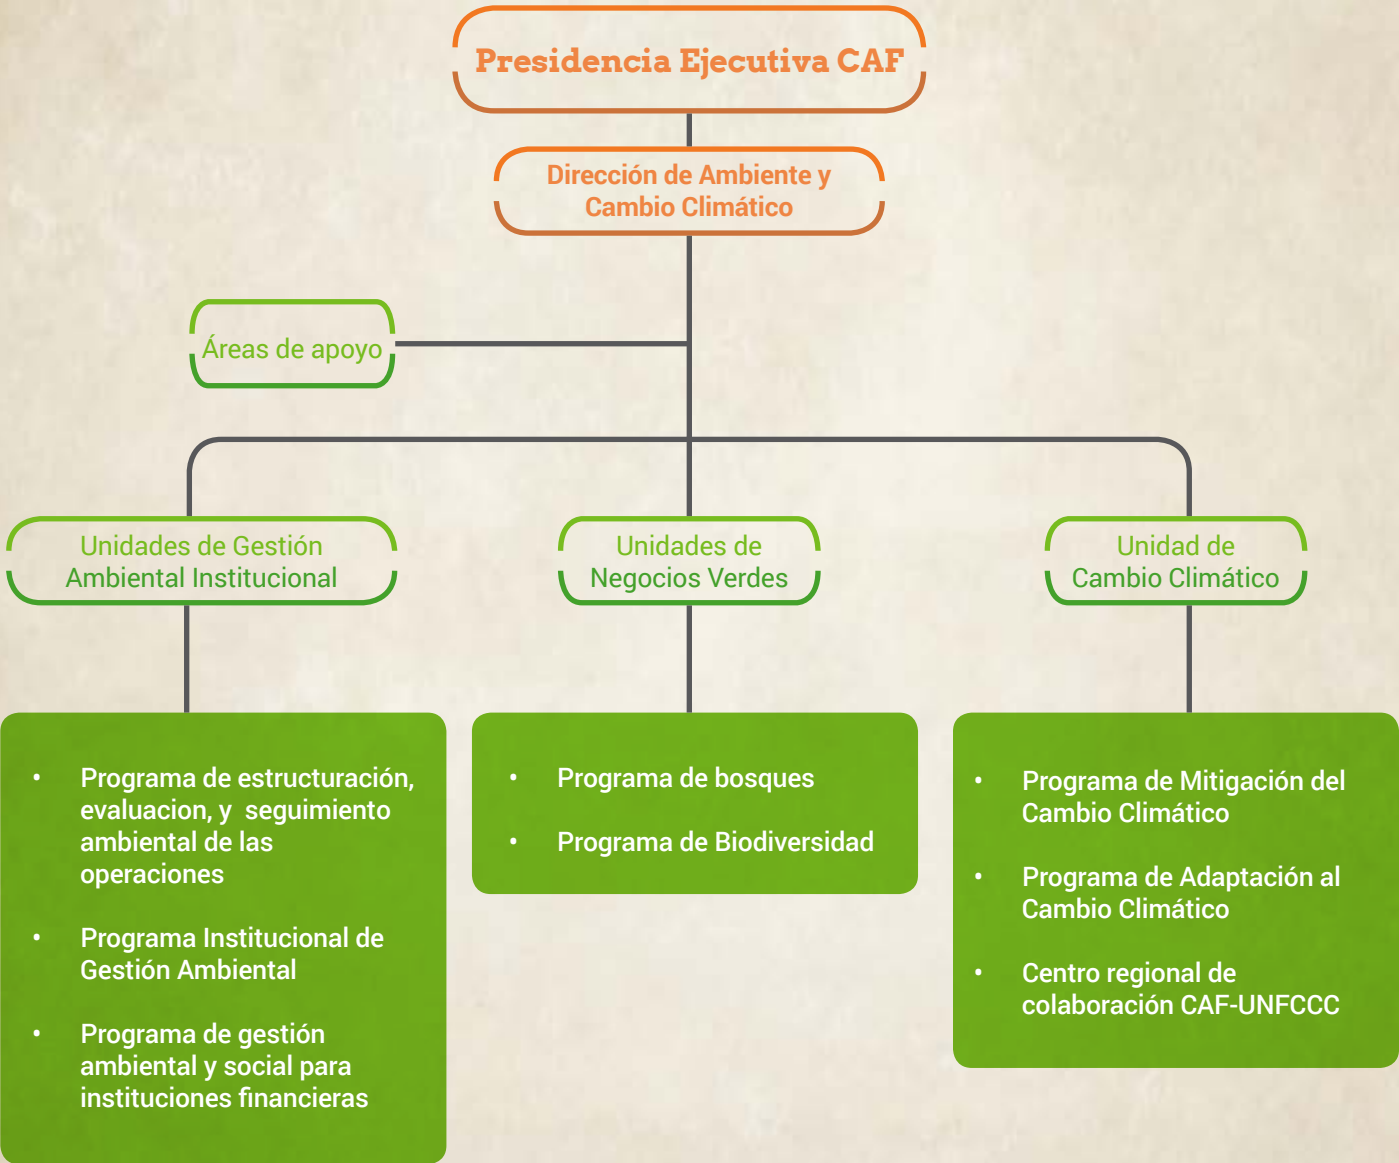 Presidencia Ejecutiva CAF
Dirección de Ambiente y
Cambio Climático
Áreas de apoyo
Unidades de Gestión
Ambiental Institucional
Unidades de
Negocios Verdes
Unidad de
Cambio Climático
• Programa de estructuración,
evaluacion, y seguimiento
ambiental de las
operaciones
• Programa Institucional de
Gestión Ambiental
• Programa de gestión
ambiental y social para
instituciones financieras
• Programa de bosques
• Programa de Biodiversidad
• Programa de Mitigación del
Cambio Climático
• Programa de Adaptación al
Cambio Climático
• Centro regional de
colaboración CAF-UNFCCC